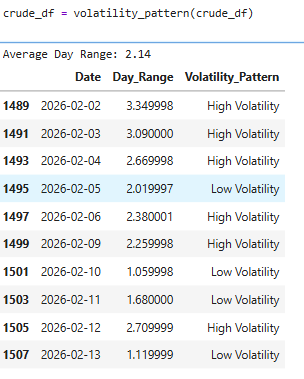 crude_df = volatility_pattern(crude_df)
Average Day Range: 2.14
Date Day_Range Volatility_Pattern
1489 2026-02-02 3.349998 High Volatility
1491 2026-02-03 3.090000 High Volatility
1493 2026-02-04 2.669998 High Volatility
1495 2026-02-05 2.019997 Low Volatility
1497 2026-02-06 2.380001 High Volatility
1499 2026-02-09 2.259998 High Volatility
1501 2026-02-10 1.059998 Low Volatility
1503 2026-02-11 1.680000 Low Volatility
1505 2026-02-12 2.709999 High Volatility
1507 2026-02-13 1.119999 Low Volatility